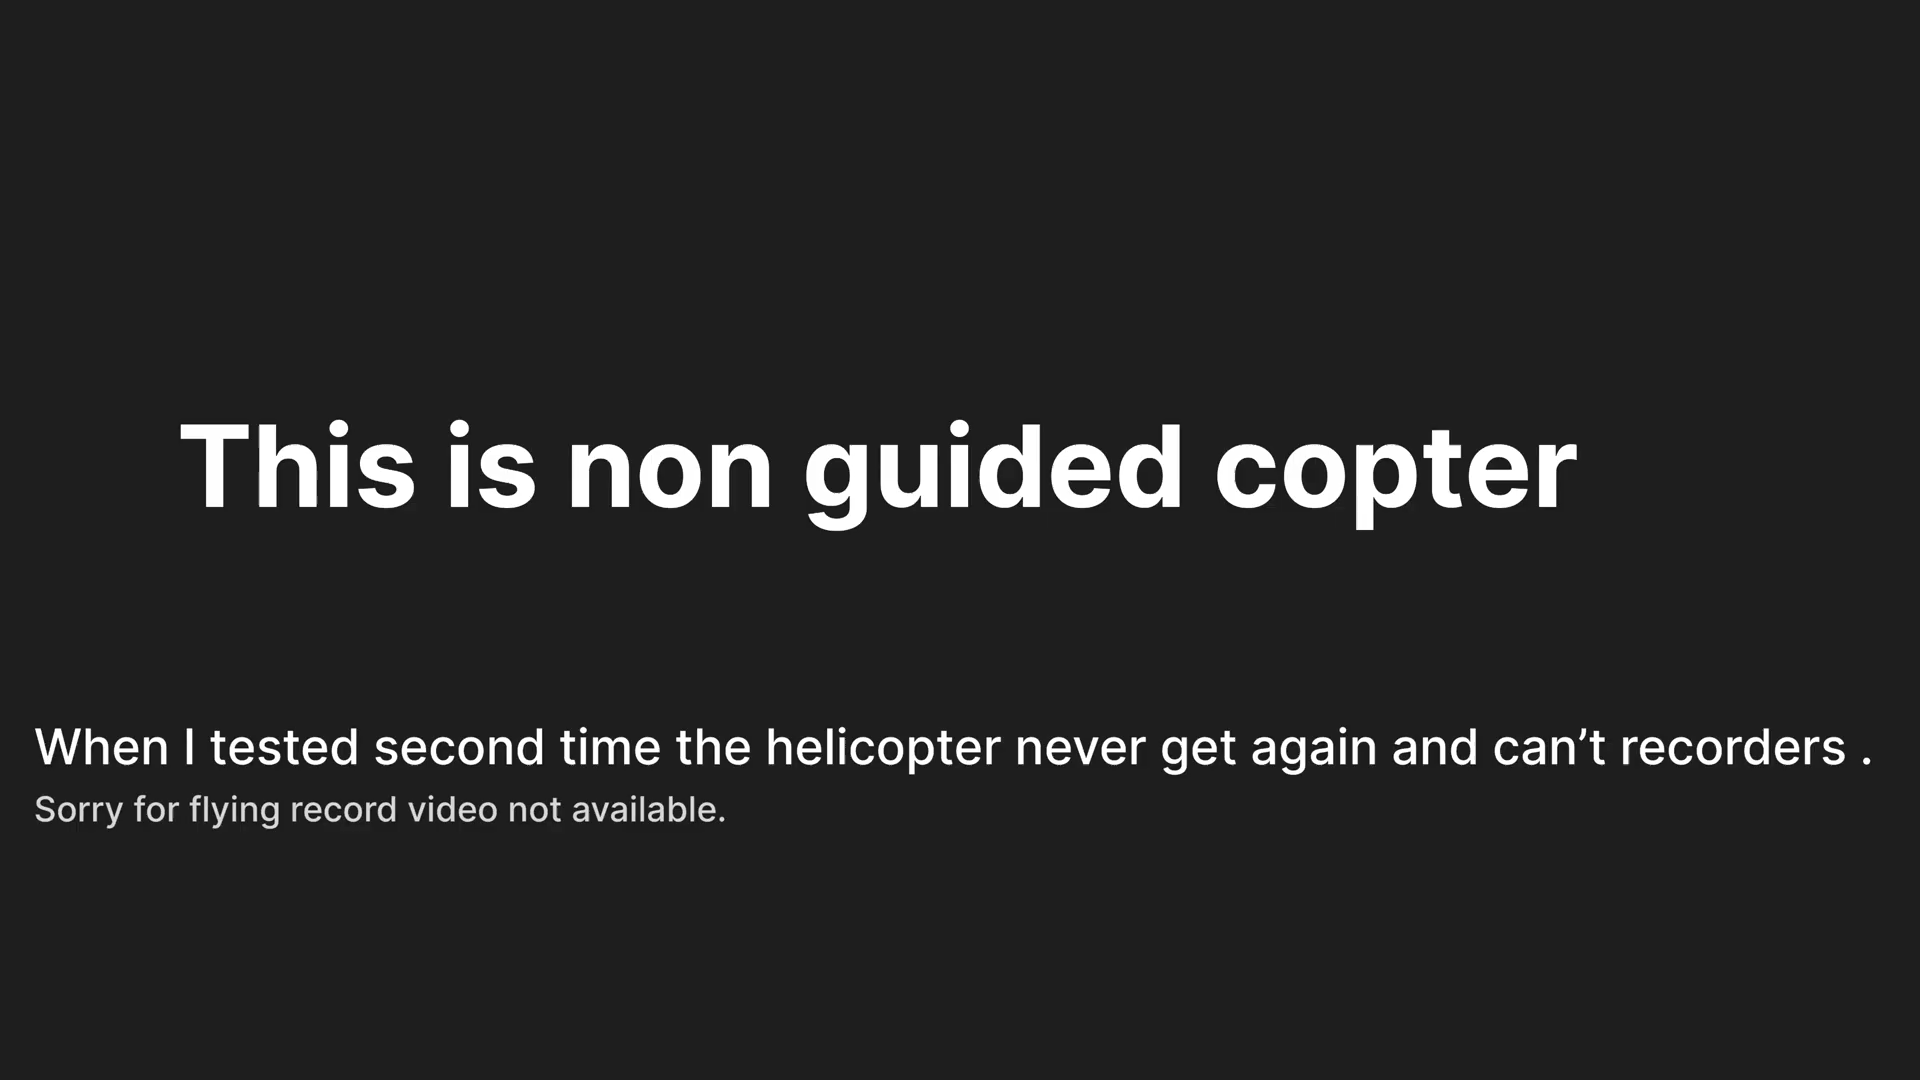 This is non guided copter
When I tested second time the helicopter never get again and can’t recorders .
Sorry for flying record video not available.